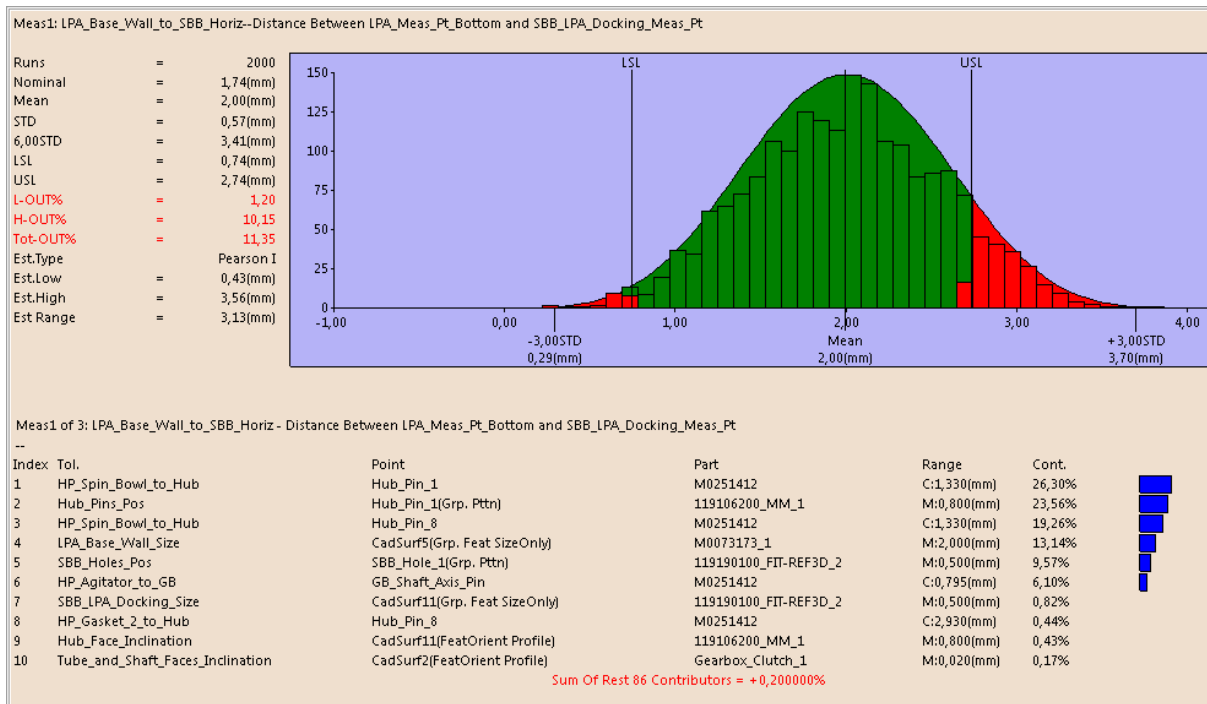 Meas1: LPA_Base_Wall_to_SBB_Horiz--Distance Between LPA_Meas_Pt_Bottom and SBB_LPA_Docking_Meas_Pt
Runs = 2000
Nominal = 1,74(mm)
Mean = 2,00(mm)
STD = 0,57(mm)
6,00STD = 3,41(mm)
LSL = 0,74(mm)
USL = 2,74(mm)
L-OUT% = 1,20
H-OUT% = 10,15
Tot-OUT% = 11,35
Est.Type Pearson I
Est.Low = 0,43(mm)
Est.High = 3,56(mm)
Est Range = 3,13(mm)
LSL USL
150
125
100
75
50
25
0
-1,00 0,00 1,00 2,00 3,00 4,00
-3,00STD Mean +3,00STD
0,29(mm) 2,00(mm) 3,70(mm)
Meas1 of 3: LPA_Base_Wall_to_SBB_Horiz - Distance Between LPA_Meas_Pt_Bottom and SBB_LPA_Docking_Meas_Pt
--
Index Tol. Point Part Range Cont.
1 HP_Spin_Bowl_to_Hub Hub_Pin_1 M0251412 C:1,330(mm) 26,30%
2 Hub_Pins_Pos Hub_Pin_1(Grp. Pttn) 119106200_MM_1 M:0,800(mm) 23,56%
3 HP_Spin_Bowl_to_Hub Hub_Pin_8 M0251412 C:1,330(mm) 19,26%
4 LPA_Base_Wall_Size CadSurf5(Grp. Feat SizeOnly) M0073173_1 M:2,000(mm) 13,14%
5 SBB_Holes_Pos SBB_Hole_1(Grp. Pttn) 119190100_FIT-REF3D_2 M:0,500(mm) 9,57%
6 HP_Agitator_to_GB GB_Shaft_Axis_Pin M0251412 C:0,795(mm) 6,10%
7 SBB_LPA_Docking_Size CadSurf11(Grp. Feat SizeOnly) 119190100_FIT-REF3D_2 M:0,500(mm) 0,82%
8 HP_Gasket_2_to_Hub Hub_Pin_8 M0251412 C:2,930(mm) 0,44%
9 Hub_Face_Inclination CadSurf11(FeatOrient Profile) 119106200_MM_1 M:0,800(mm) 0,43%
10 Tube_and_Shaft_Faces_Inclination CadSurf2(FeatOrient Profile) Gearbox_Clutch_1 M:0,020(mm) 0,17%
Sum Of Rest 86 Contributors = +0,200000%